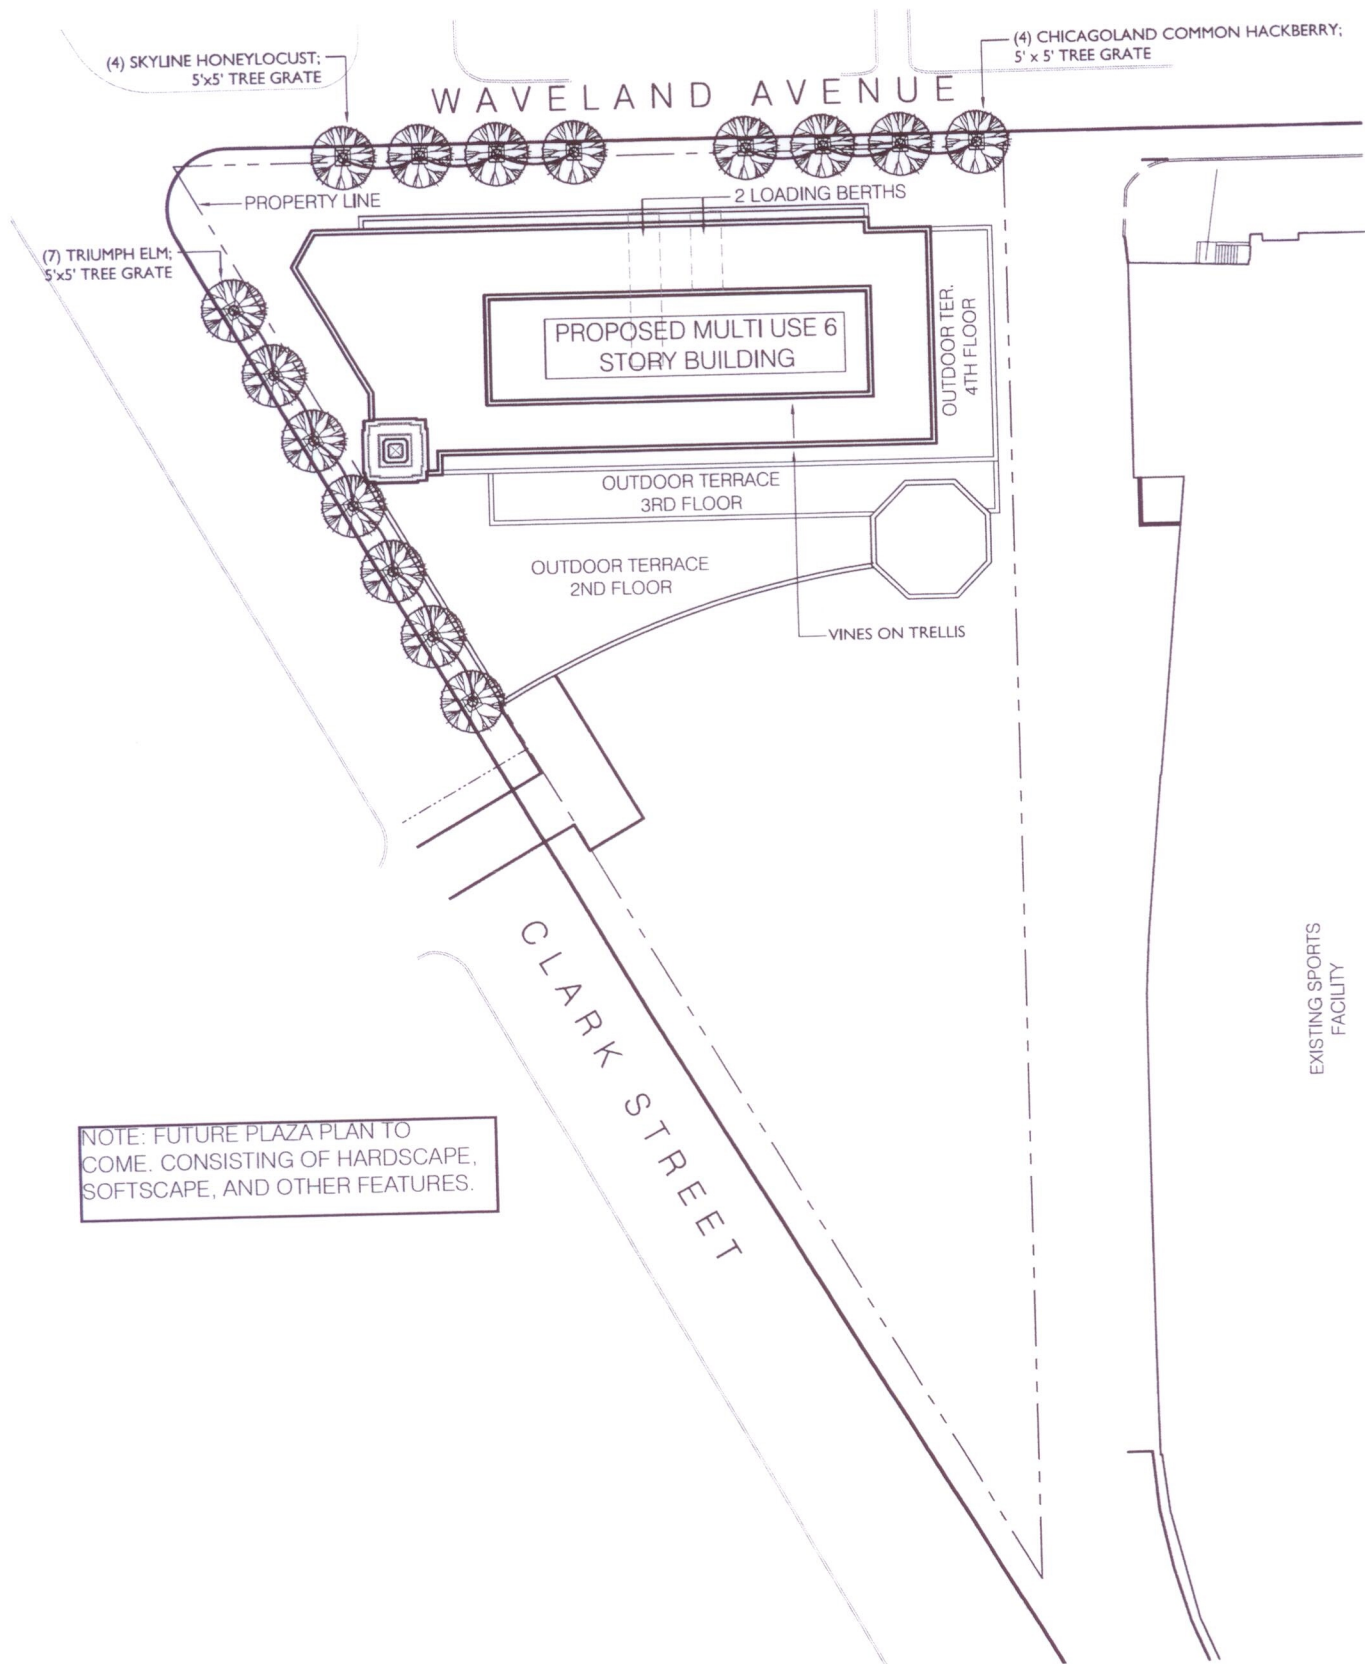 (4) SKYLINE HONEYLOCUST;
5'x5' TREE GRATE
(4) CHICAGOLAND COMMON HACKBERRY;
5' x 5' TREE GRATE
WAVELAND AVENUE
PROPERTY LINE
2 LOADING BERTHS
(7) TRIUMPH ELM;
5'x5' TREE GRATE
PROPOSED MULTI USE 6
STORY BUILDING
OUTDOOR TER.
4TH FLOOR
OUTDOOR TERRACE
3RD FLOOR
OUTDOOR TERRACE
2ND FLOOR
VINES ON TRELLIS
CLARK STREET
EXISTING SPORTS
FACILITY
NOTE: FUTURE PLAZA PLAN TO
COME. CONSISTING OF HARDSCAPE,
SOFTSCAPE, AND OTHER FEATURES.